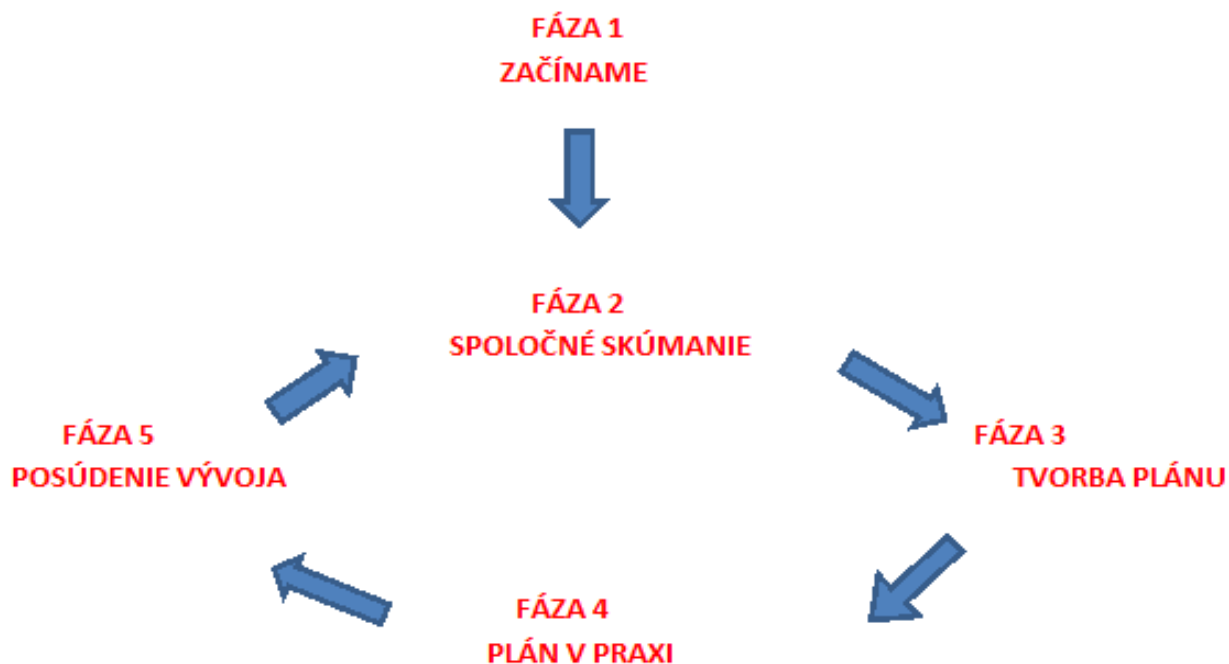 FÁZA 1
ZAČÍNAME
FÁZA 2
SPOLOČNÉ SKÚMANIE
FÁZA 3
TVORBA PLÁNU
FÁZA 4
PLÁN V PRAXI
FÁZA 5
POSÚDENIE VÝVOJA